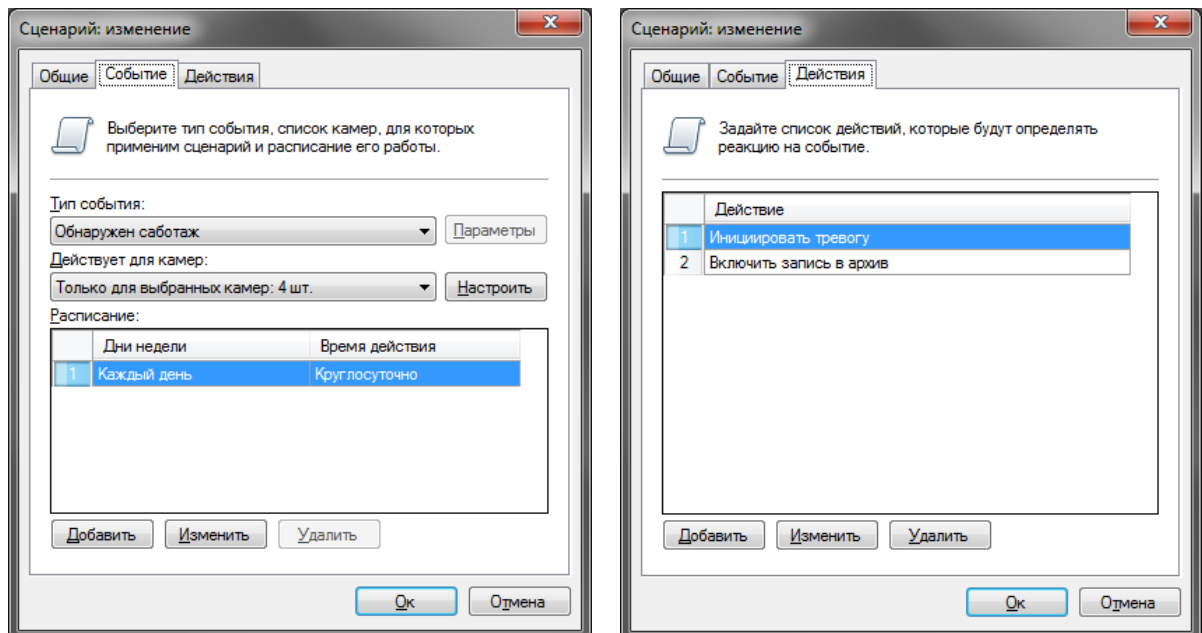 Сценарий: изменение
Общие Событие Действия
Выберите тип события, список камер, для которых
применим сценарий и расписание его работы.
Тип события:
Обнаружен саботаж Параметры
Действует для камер:
Только для выбранных камер: 4 шт. Настроить
Расписание:
Дни недели Время действия
1 Каждый день Круглосуточно
Добавить Изменить Удалить
Ок Отмена
Сценарий: изменение
Общие Событие Действия
Задайте список действий, которые будут определять
реакцию на событие.
Действие
1 Инициировать тревогу
2 Включить запись в архив
Добавить Изменить Удалить
Ок Отмена